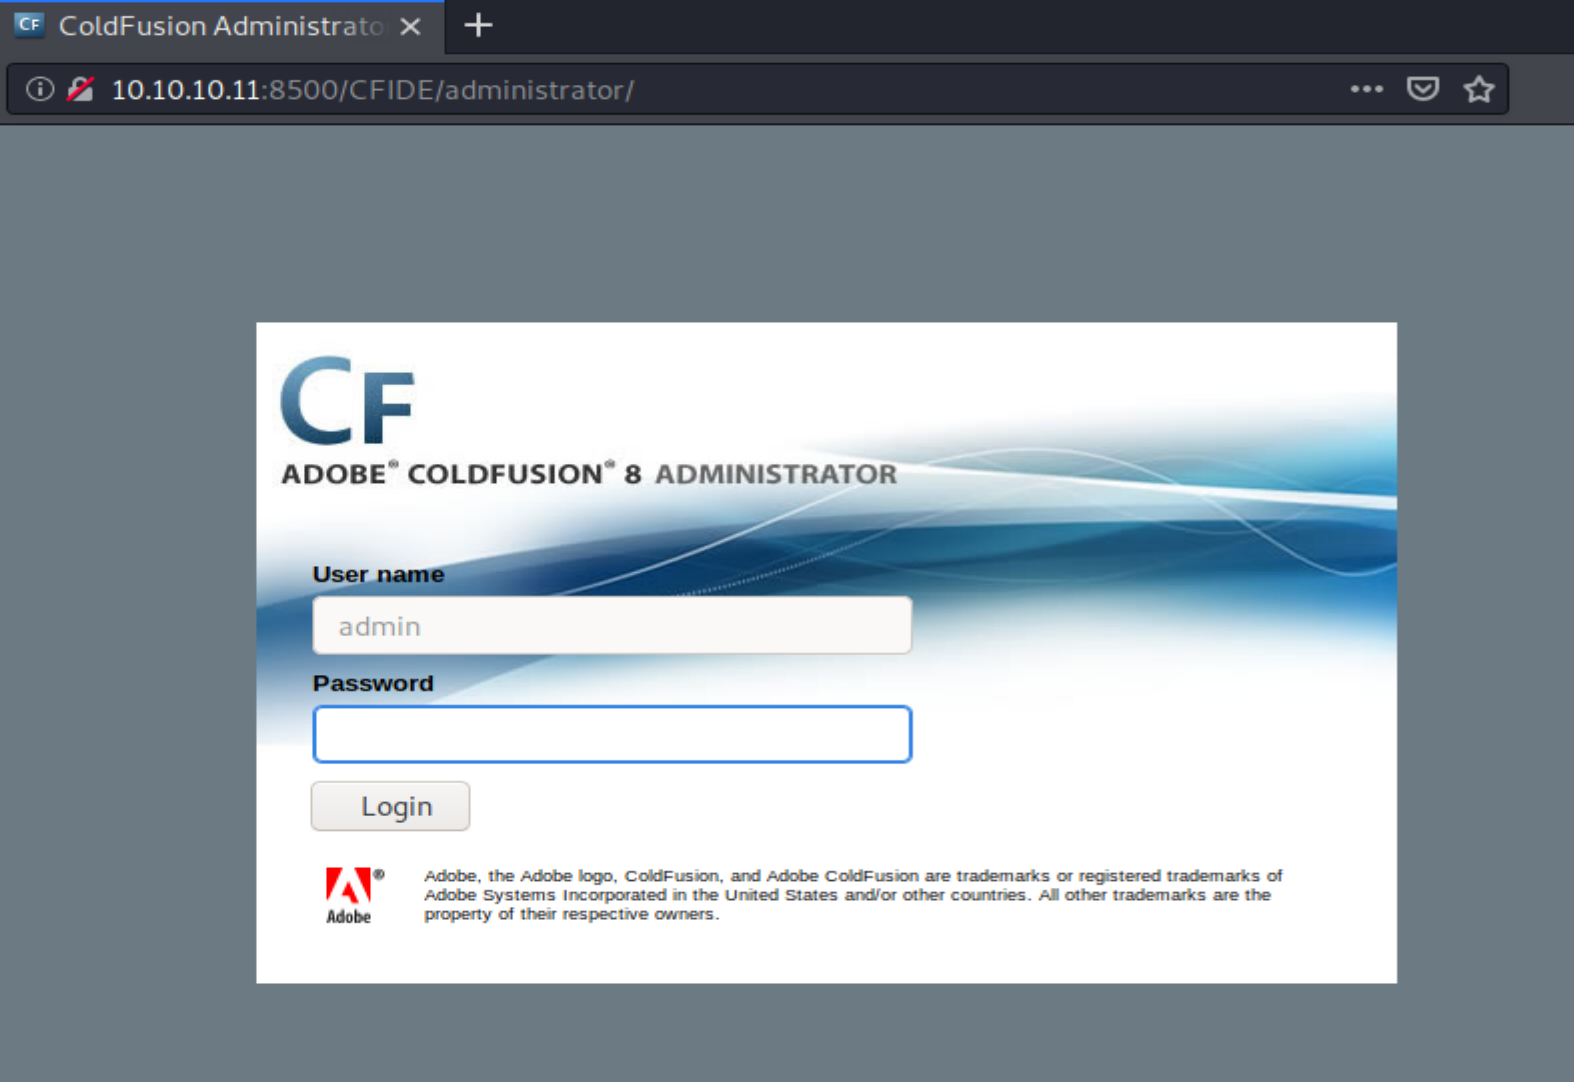 CF ColdFusion Administrato
10.10.10.11:8500/CFIDE/administrator/
CF
ADOBE® COLDFUSION® 8 ADMINISTRATOR
User name
admin
Password
Login
Adobe, the Adobe logo, ColdFusion, and Adobe ColdFusion are trademarks or registered trademarks of
Adobe Systems Incorporated in the United States and/or other countries. All other trademarks are the
property of their respective owners.
®
Adobe